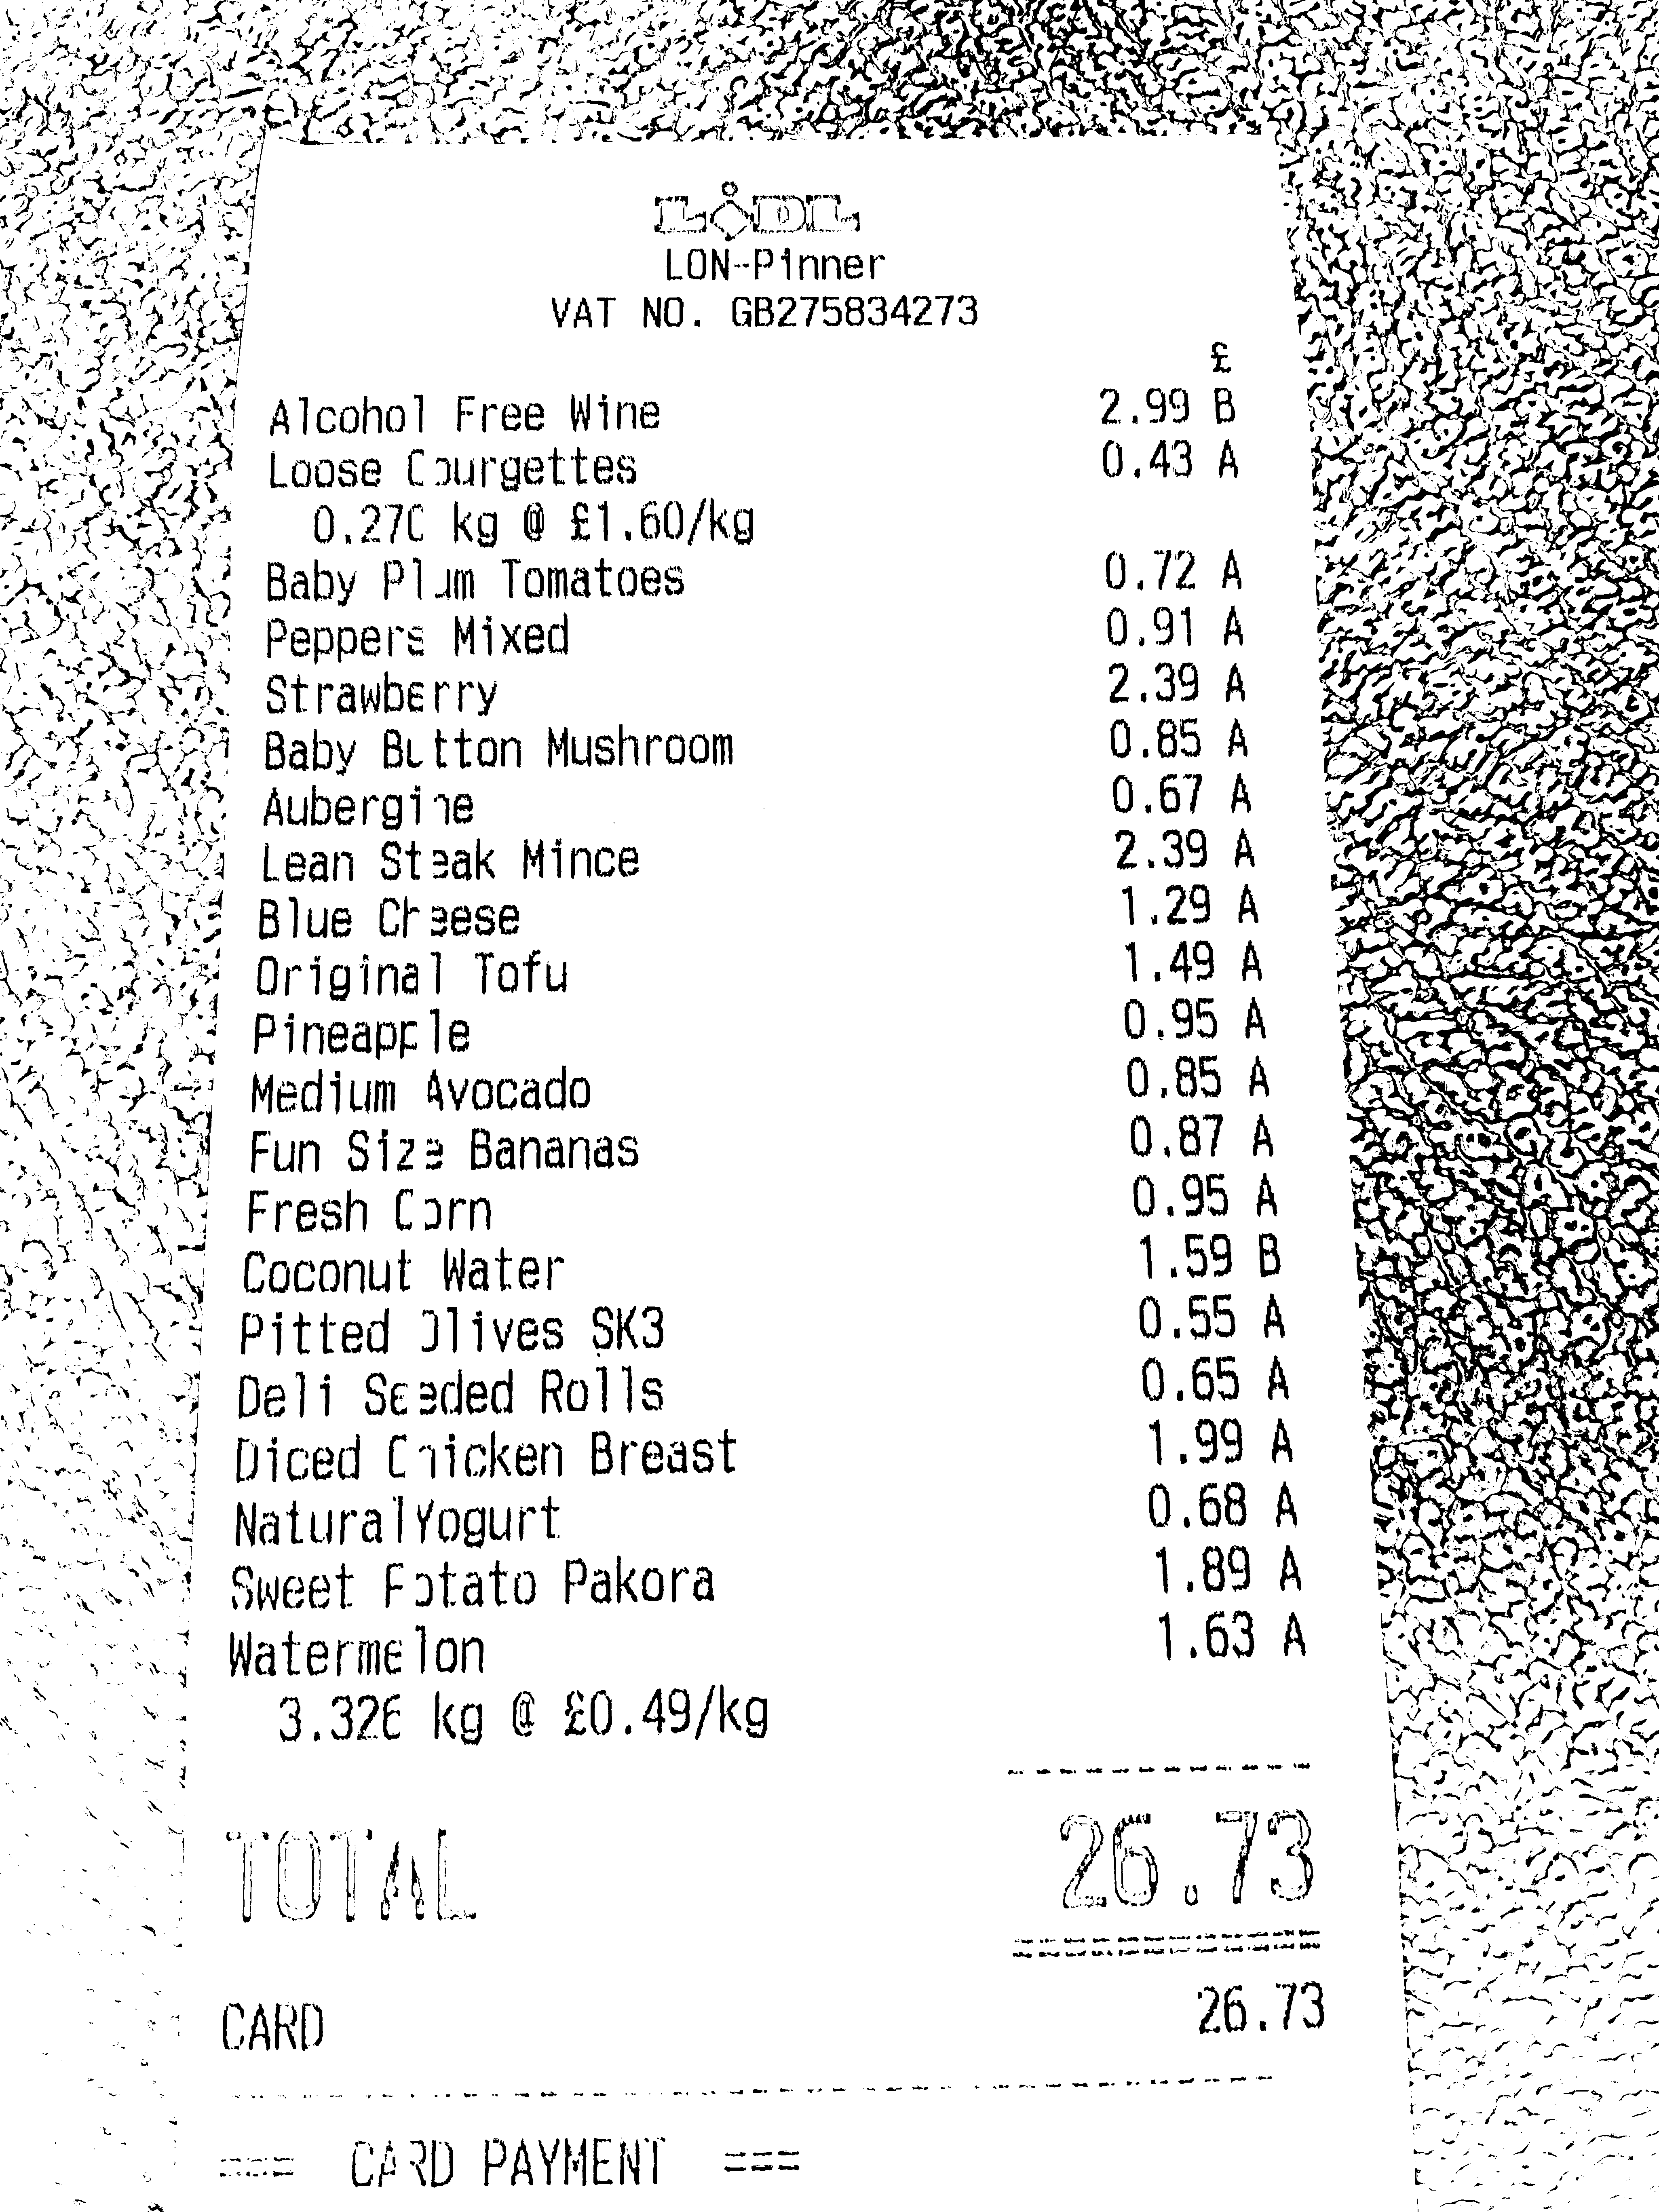 LIDL
LON-Pinner
VAT NO. GB275834273
£
Alcohol Free Wine 2.99 B
Loose Courgettes 0.43 A
0.270 kg @ £1.60/kg
Baby Plum Tomatoes 0.72 A
Peppers Mixed 0.91 A
Strawberry 2.39 A
Baby Button Mushroom 0.85 A
Aubergine 0.67 A
Lean Steak Mince 2.39 A
Blue Cheese 1.29 A
Original Tofu 1.49 A
Pineapple 0.95 A
Medium Avocado 0.85 A
Fun Size Bananas 0.87 A
Fresh Corn 0.95 A
Coconut Water 1.59 B
Pitted Olives SK3 0.55 A
Deli Seeded Rolls 0.65 A
Diced Chicken Breast 1.99 A
NaturalYogurt 0.68 A
Sweet Potato Pakora 1.89 A
Watermelon 1.63 A
3.326 kg @ £0.49/kg
TOTAL 26.73
CARD 26.73
=== CARD PAYMENT ===